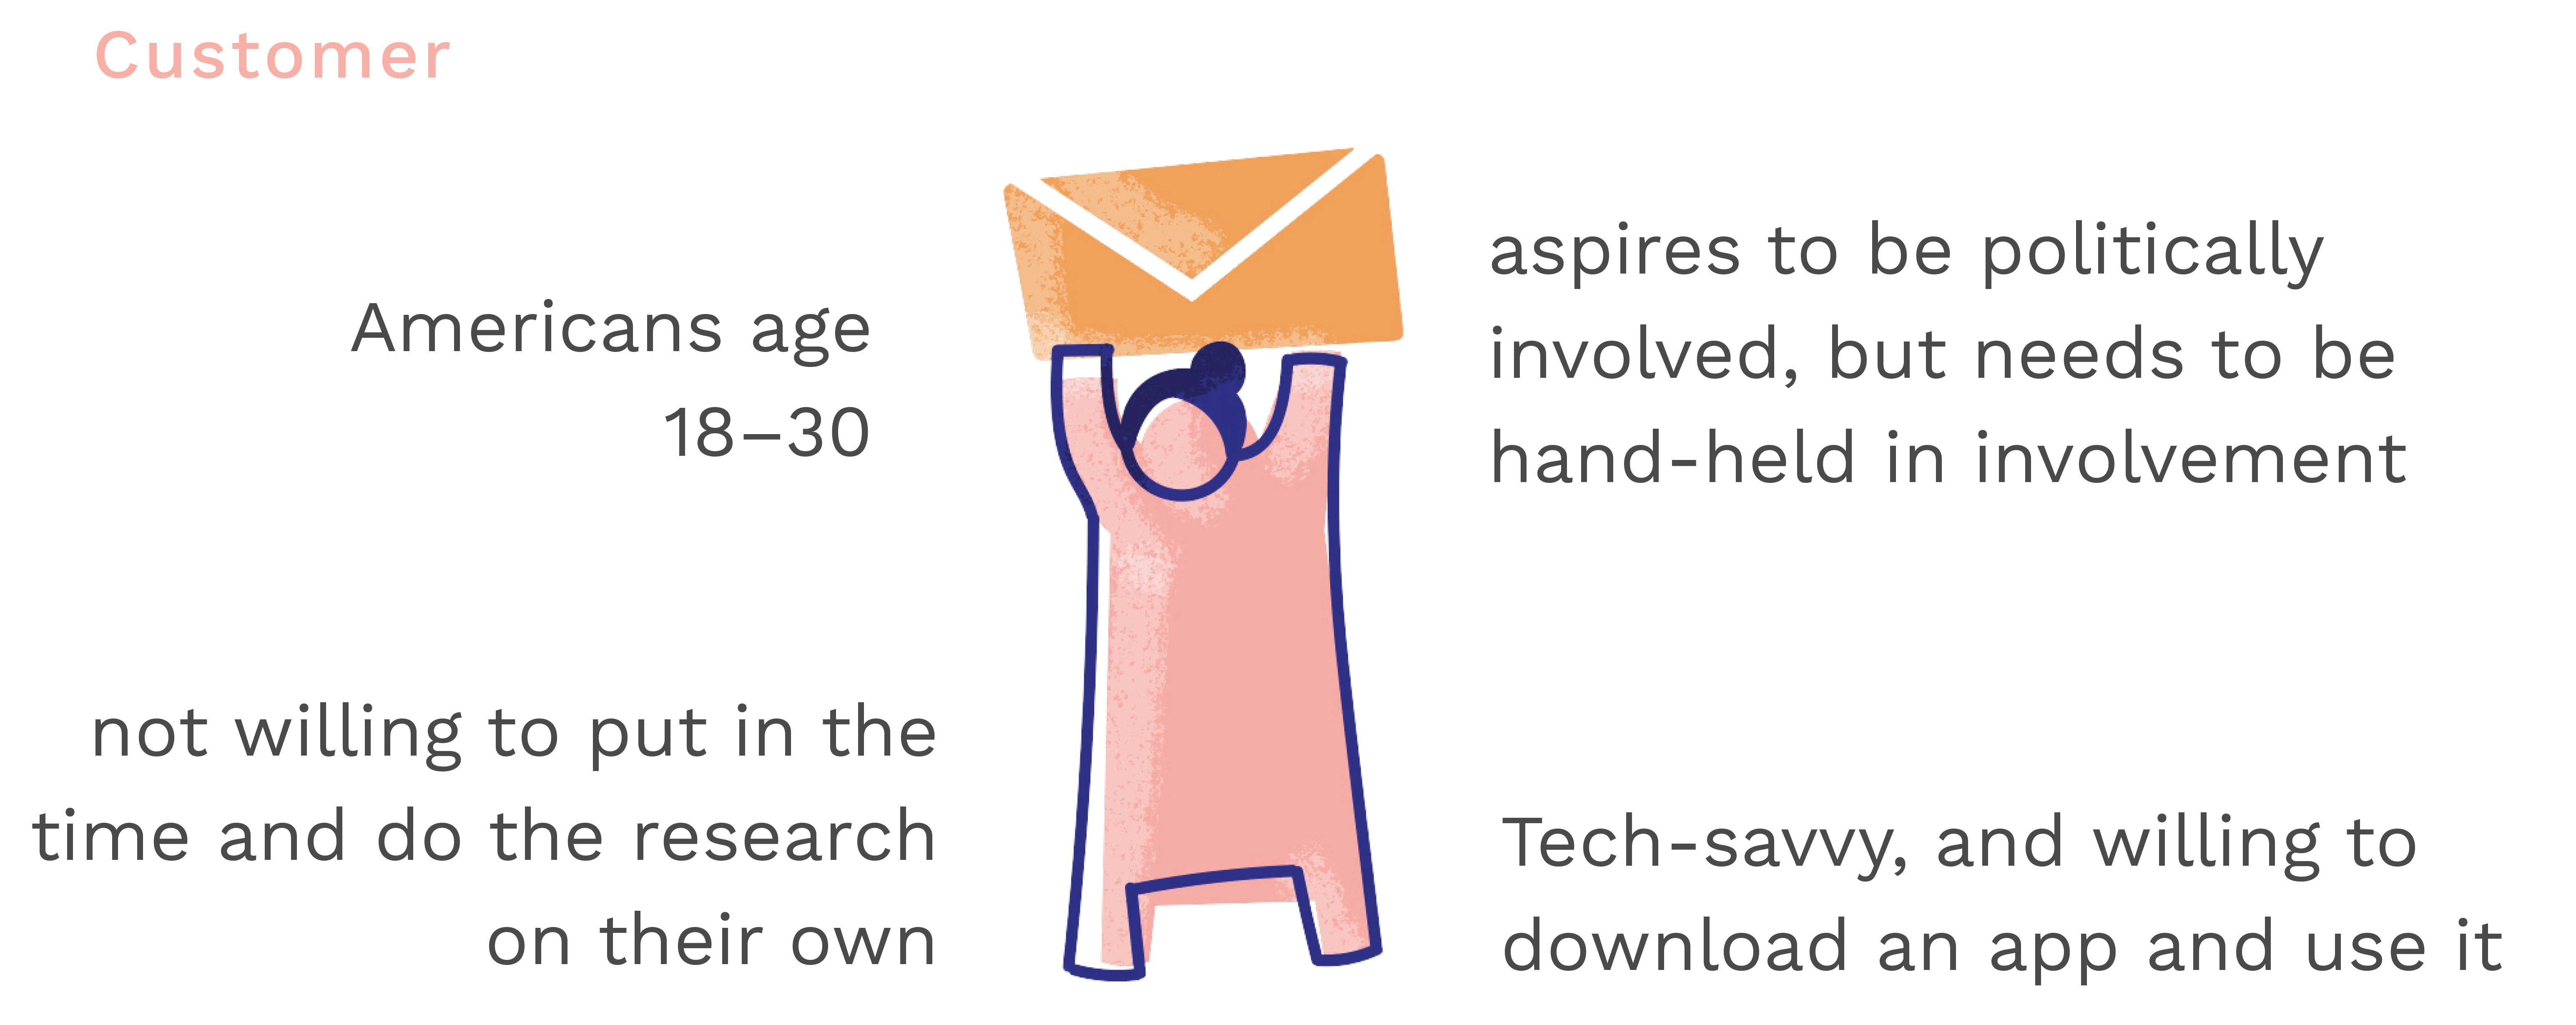 Customer
Americans age
18–30
aspires to be politically
involved, but needs to be
hand-held in involvement
not willing to put in the
time and do the research
on their own
Tech-savvy, and willing to
download an app and use it